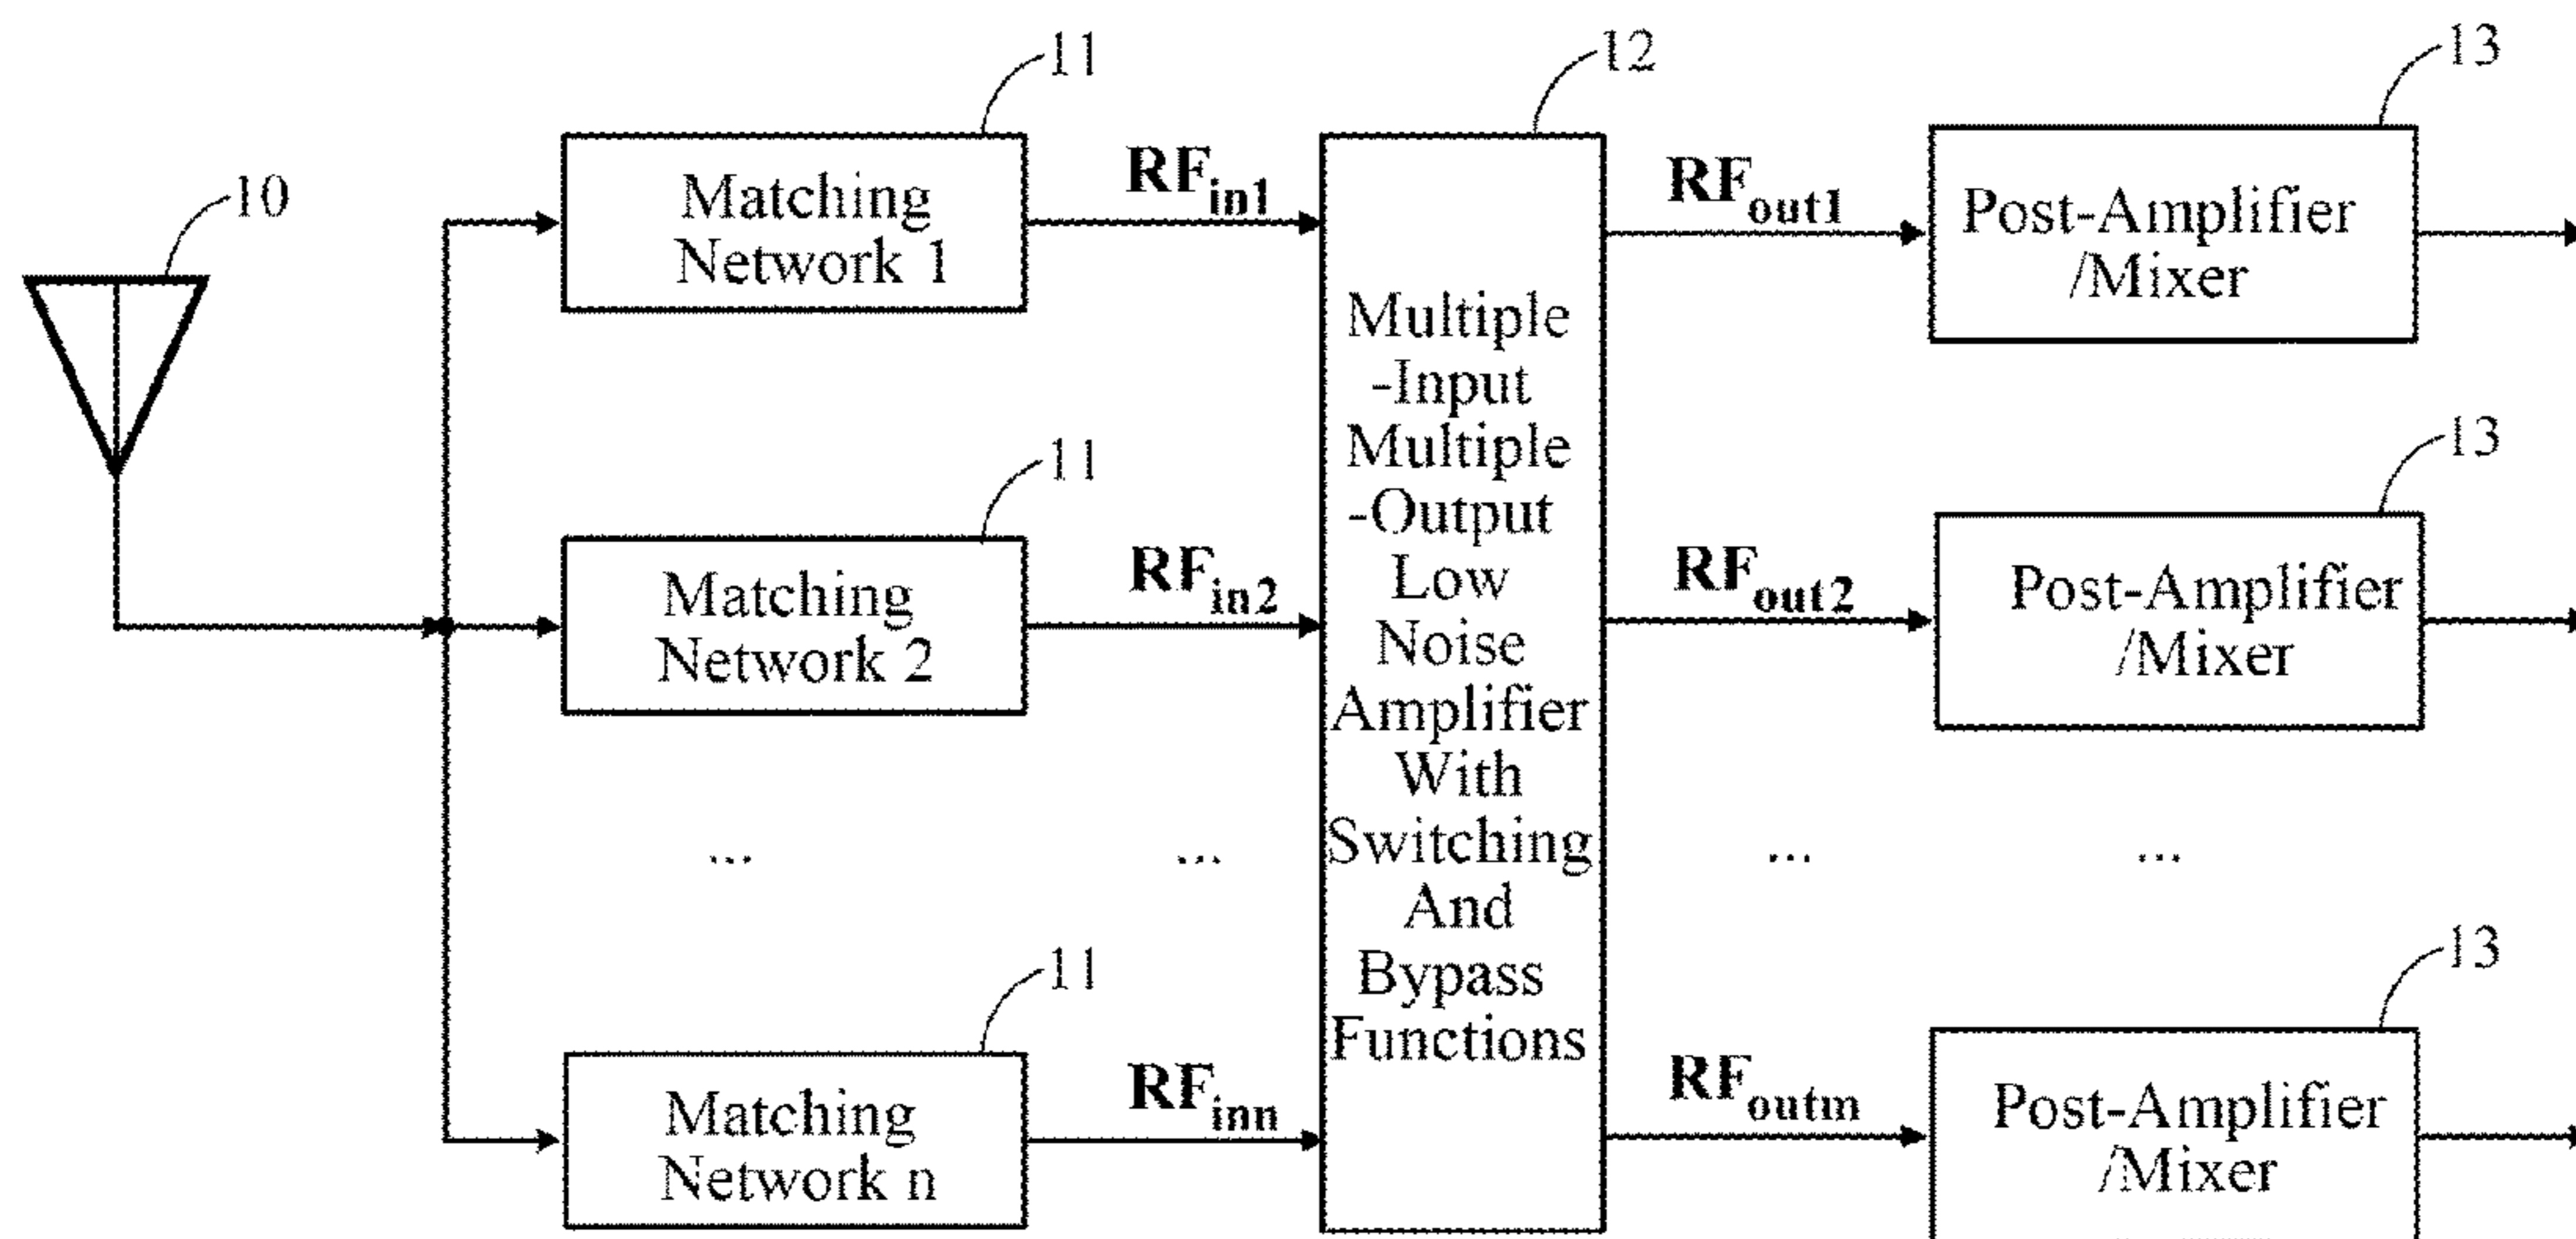 10
11
Matching
Network 1
RFin1
11
Matching
Network 2
RFin2
...
...
11
Matching
Network n
RFinn
12
Multiple
-Input
Multiple
-Output
Low
Noise
Amplifier
With
Switching
And
Bypass
Functions
RFout1
13
Post-Amplifier
/Mixer
RFout2
13
Post-Amplifier
/Mixer
...
...
RFoutm
13
Post-Amplifier
/Mixer